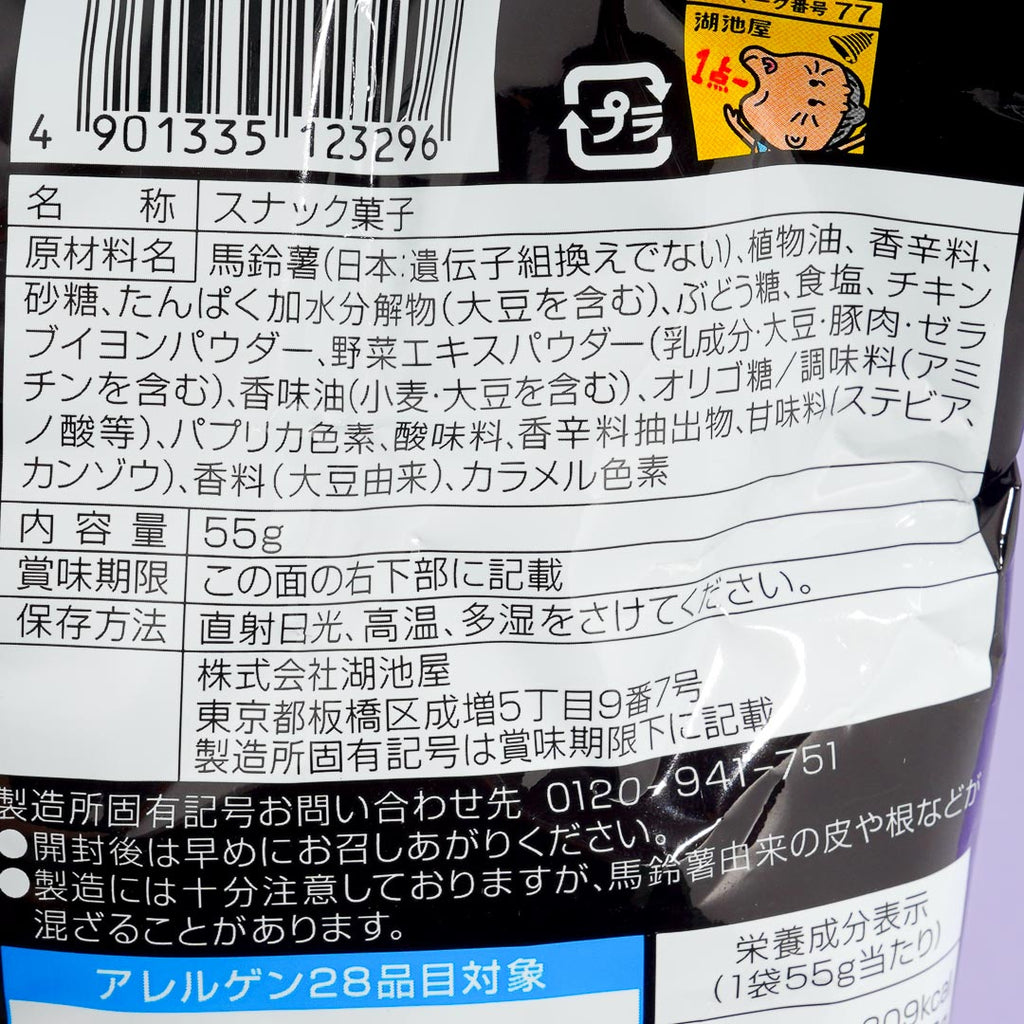 番号 77
湖池屋
1点
プラ
4 901335 123296
名称 スナック菓子
原材料名 馬鈴薯(日本:遺伝子組換えでない)、植物油、香辛料、
砂糖、たんぱく加水分解物(大豆を含む)、ぶどう糖、食塩、チキン
ブイヨンパウダー、野菜エキスパウダー(乳成分・大豆・豚肉・ゼラ
チンを含む)、香味油(小麦・大豆を含む)、オリゴ糖/調味料(アミ
ノ酸等)、パプリカ色素、酸味料、香辛料抽出物、甘味料(ステビア、
カンゾウ)、香料(大豆由来)、カラメル色素
内容量 55g
賞味期限 この面の右下部に記載
保存方法 直射日光、高温、多湿をさけてください。
株式会社湖池屋
東京都板橋区成増5丁目9番7号
製造所固有記号は賞味期限下に記載
製造所固有記号お問い合わせ先 0120-941-751
●開封後は早めにお召しあがりください。
●製造には十分注意しておりますが、馬鈴薯由来の皮や根などが
混ざることがあります。
アレルゲン28品目対象
栄養成分表示
(1袋55g当たり)